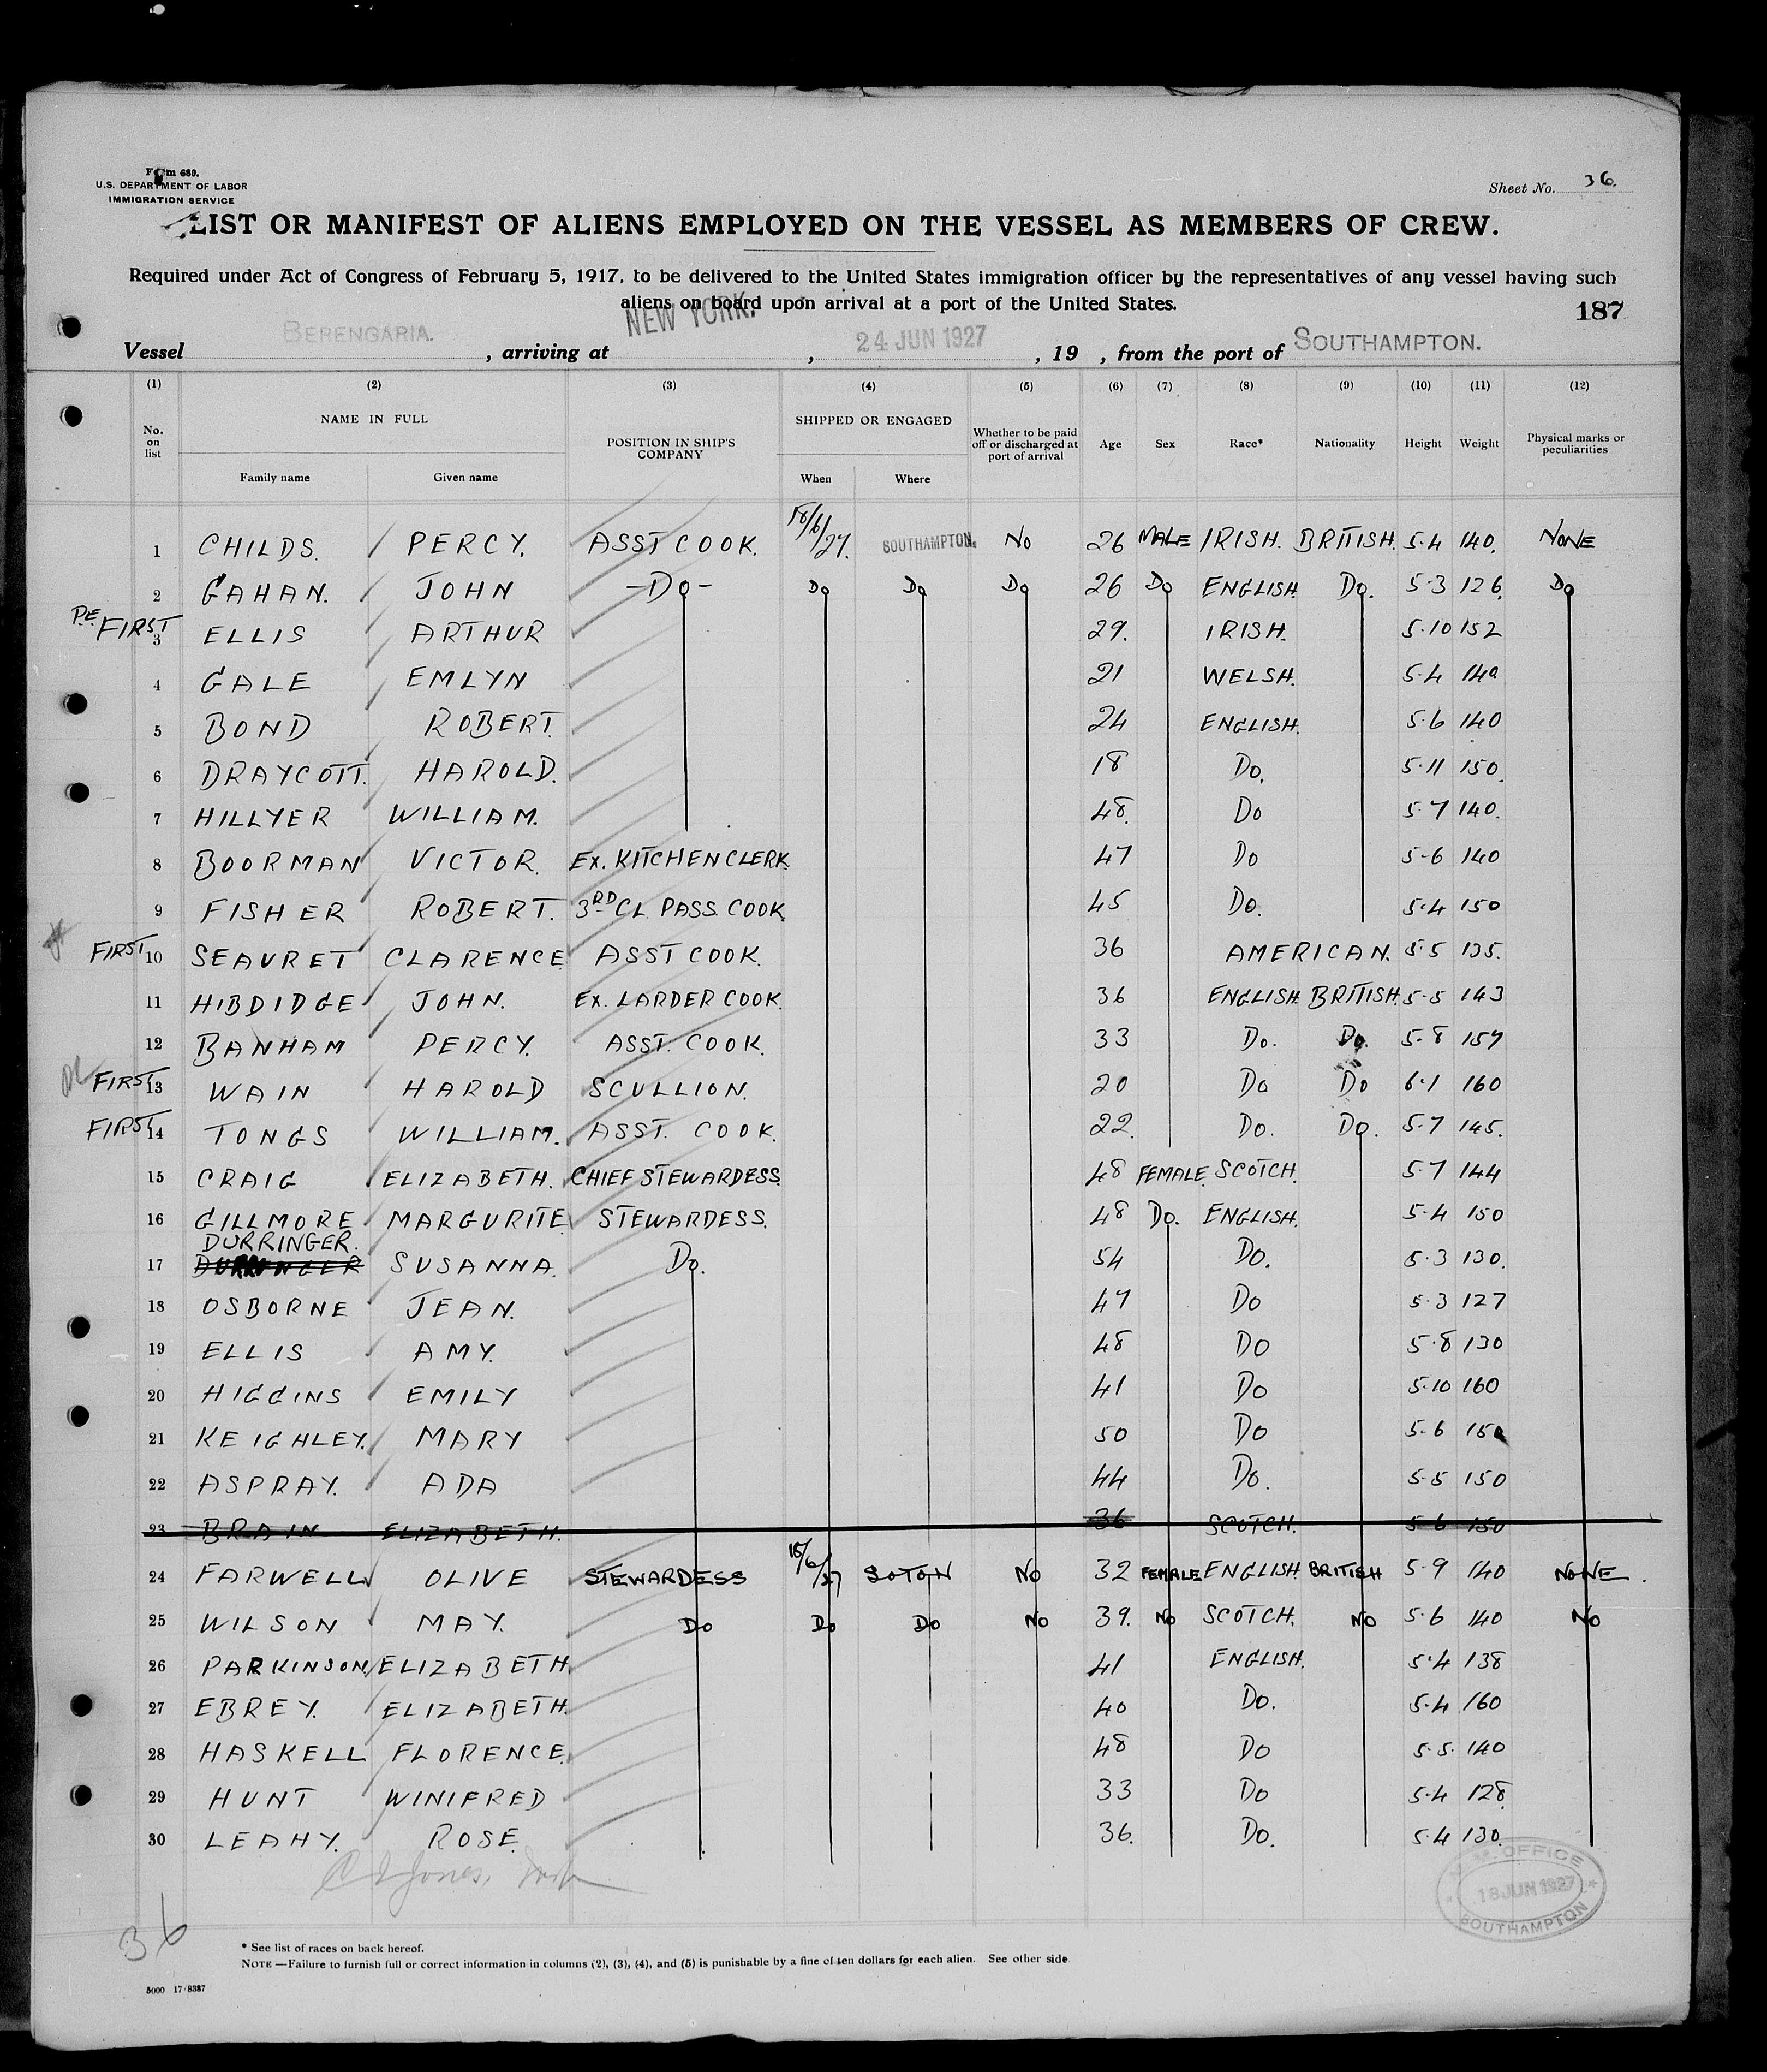 Form 680.
U.S. DEPARTMENT OF LABOR
IMMIGRATION SERVICE
Sheet No. 36.
LIST OR MANIFEST OF ALIENS EMPLOYED ON THE VESSEL AS MEMBERS OF CREW.
Required under Act of Congress of February 5, 1917, to be delivered to the United States immigration officer by the representatives of any vessel having such
aliens on board upon arrival at a port of the United States.
187
Vessel BERENGARIA. , arriving at NEW YORK. , 24 JUN 1927 , 19 , from the port of SOUTHAMPTON.
(1) (2) (3) (4) (5) (6) (7) (8) (9) (10) (11) (12)
No. on list NAME IN FULL Family name Given name POSITION IN SHIP'S COMPANY SHIPPED OR ENGAGED When Where Whether to be paid off or discharged at port of arrival Age Sex Race* Nationality Height Weight Physical marks or peculiarities
1 CHILDS. PERCY. ASST COOK. 18/6/27. SOUTHAMPTON. No 26 MALE IRISH. BRITISH. 5.4 140. NONE
2 GAHAN. JOHN -Do- Do Do Do 26 Do ENGLISH Do. 5.3 126. Do
P.E. FIRST 3 ELLIS ARTHUR 29. IRISH. 5.10 152
4 GALE EMLYN 21 WELSH. 5.4 140
5 BOND ROBERT. 24 ENGLISH. 5.6 140
6 DRAYCOTT. HAROLD. 18 Do. 5.11 150.
7 HILLYER WILLIAM. 48. Do 5.7 140.
8 BOORMAN VICTOR. EX. KITCHEN CLERK. 47 Do 5-6 140
9 FISHER ROBERT. 3RD CL. PASS. COOK. 45 Do. 5.4 150
FIRST 10 SEAVRET CLARENCE ASST COOK. 36 AMERICAN. 5.5 135.
11 HIBDIDGE JOHN. EX. LARDER COOK. 36 ENGLISH BRITISH. 5.5 143
12 BANHAM PERCY. ASST. COOK. 33 Do. Do. 5.8 157
FIRST 13 WAIN HAROLD SCULLION. 20 Do Do 6.1 160
FIRST 14 TONGS WILLIAM. ASST. COOK. 22. Do. Do. 5.7 145.
15 CRAIG ELIZABETH. CHIEF STEWARDESS. 48 FEMALE. SCOTCH. 5.7 144
16 GILLMORE MARGURITE STEWARDESS. 48 Do. ENGLISH. 5.4 150
DURRINGER.
17 DURRINGER SUSANNA. Do. 54 Do. 5.3 130.
18 OSBORNE JEAN. 47 Do 5.3 127
19 ELLIS AMY. 48 Do 5.8 130
20 HIGGINS EMILY 41 Do 5.10 160
21 KEIGHLEY. MARY 50 Do 5.6 150
22 ASPRAY. ADA 44 Do. 5.5 150
23 BRAIN ELIZABETH. 36 SCOTCH. 5.6 150
24 FARWELL OLIVE STEWARDESS 18/6/27 SOTON No 32 FEMALE ENGLISH. BRITISH 5.9 140 NONE.
25 WILSON MAY. Do Do Do No 39. No SCOTCH. No 5.6 140 No
26 PARKINSON ELIZABETH. 41 ENGLISH. 5.4 138
27 EBREY. ELIZABETH. 40 Do. 5.4 160
28 HASKELL FLORENCE. 48 Do 5.5. 140
29 HUNT WINIFRED 33 Do 5.4 128.
30 LEAHY. ROSE. 36. Do. 5.4 130.
OFFICE
18 JUN 1927
SOUTHAMPTON
36
* See list of races on back hereof.
NOTE —Failure to furnish full or correct information in columns (2), (3), (4), and (5) is punishable by a fine of ten dollars for each alien. See other side
5000 17-8387